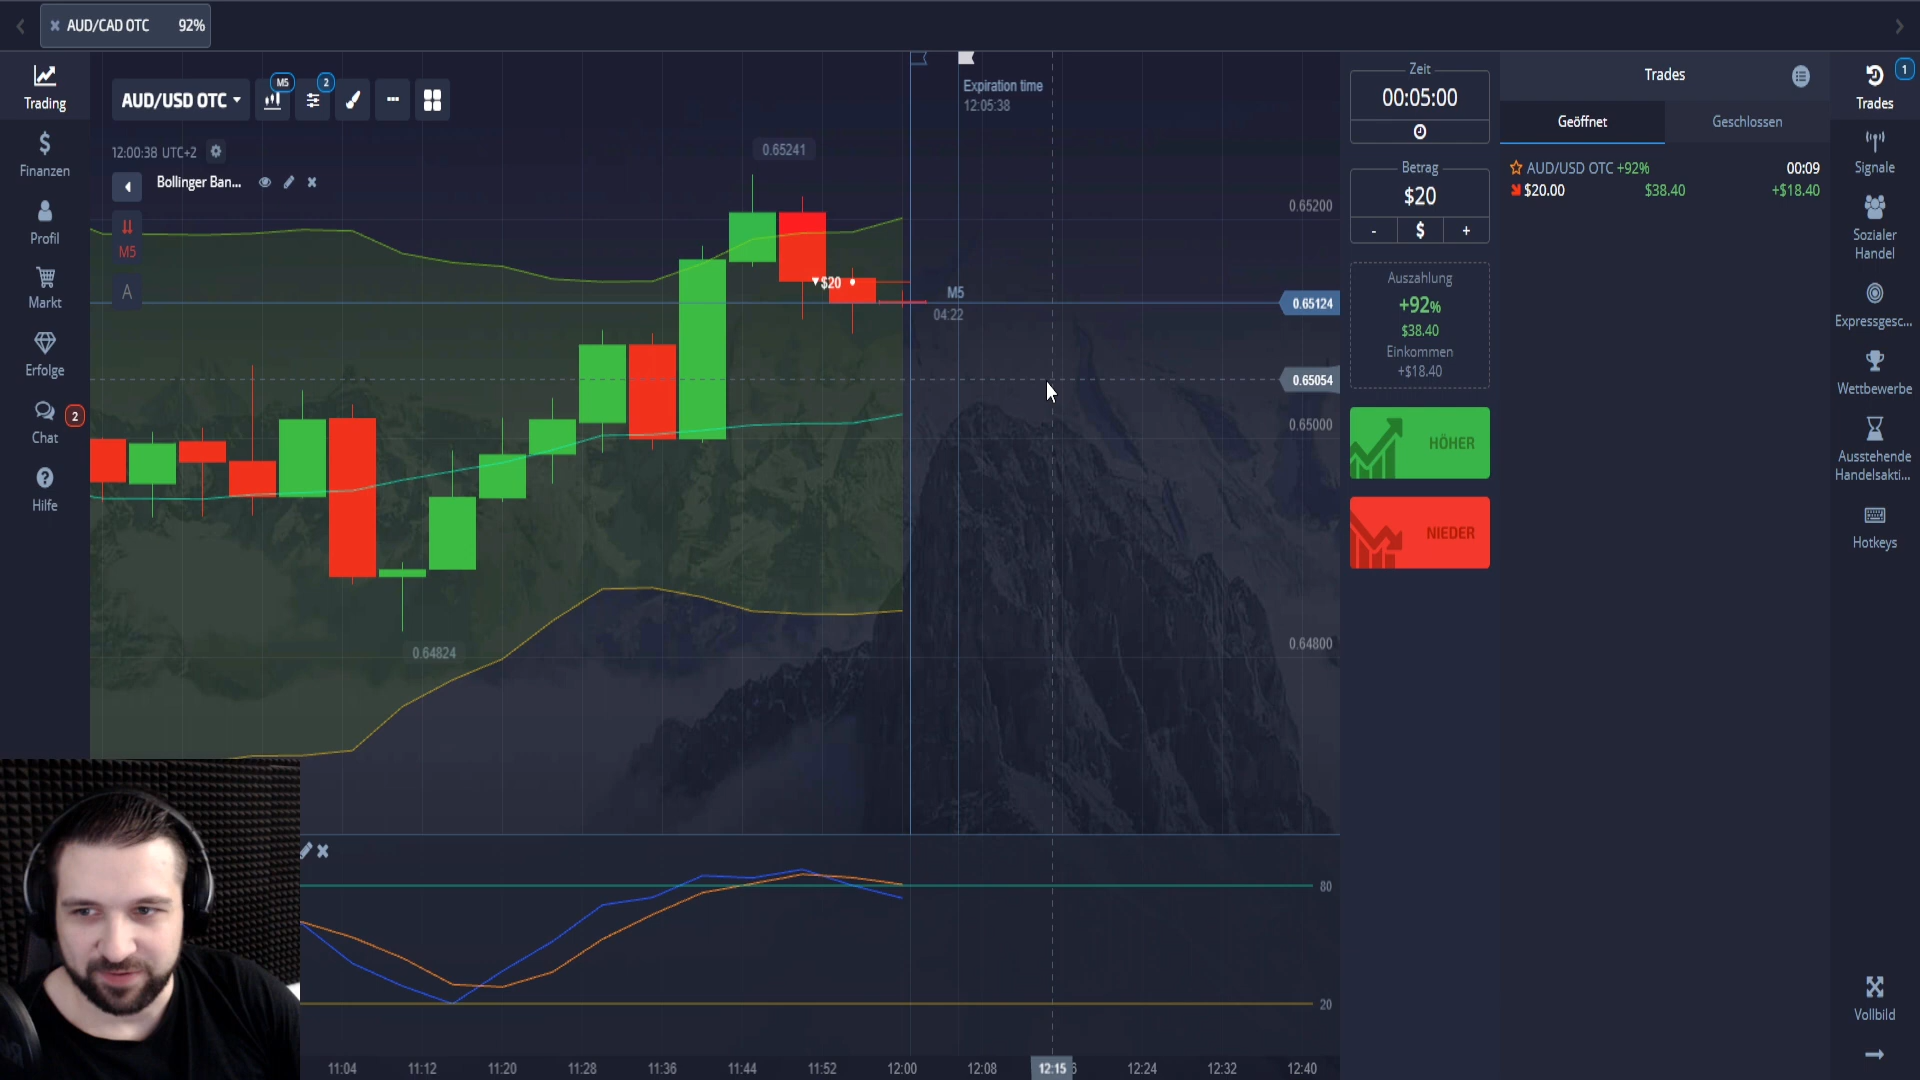 AUD/CAD OTC 92%
Trading
Finanzen
Profil
Markt
Erfolge
Chat
2
Hilfe
AUD/USD OTC
M5
2
12:00:38 UTC+2
Bollinger Ban...
M5
A
Expiration time
12:05:38
0.65241
$20
M5
04:22
0.64824
0.65200
0.65124
0.65054
0.65000
0.64800
80
20
11:04
11:12
11:20
11:28
11:36
11:44
11:52
12:00
12:08
12:15
12:24
12:32
12:40
Zeit
00:05:00
Betrag
$20
- $ +
Auszahlung
+92%
$38.40
Einkommen
+$18.40
HÖHER
NIEDER
Trades
Geöffnet Geschlossen
AUD/USD OTC +92% 00:09
$20.00 $38.40 +$18.40
1
Trades
Signale
Sozialer
Handel
Expressgesc...
Wettbewerbe
Ausstehende
Handelsakti...
Hotkeys
Vollbild